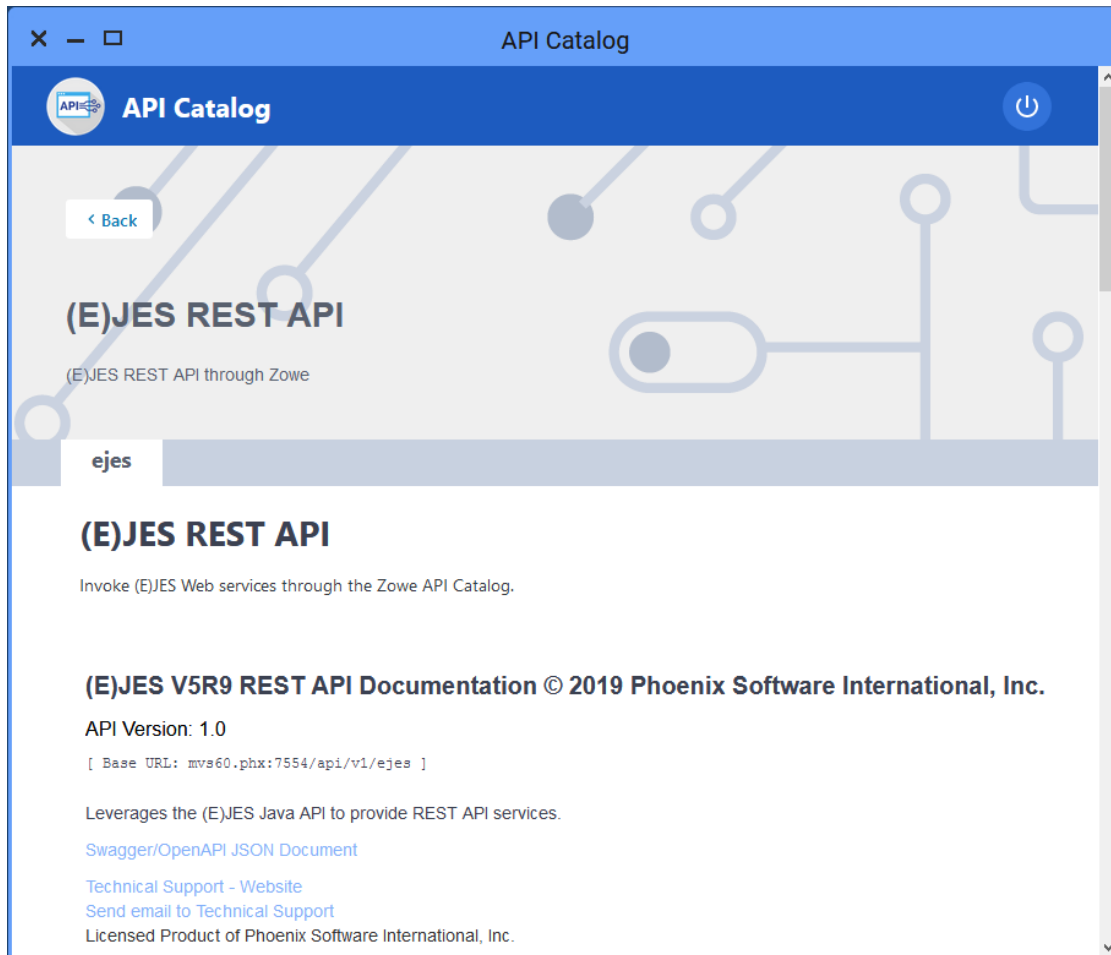 API Catalog
API
API Catalog
< Back
(E)JES REST API
(E)JES REST API through Zowe
ejes
(E)JES REST API
Invoke (E)JES Web services through the Zowe API Catalog.
(E)JES V5R9 REST API Documentation © 2019 Phoenix Software International, Inc.
API Version: 1.0
[ Base URL: mvs60.phx:7554/api/v1/ejes ]
Leverages the (E)JES Java API to provide REST API services.
Swagger/OpenAPI JSON Document
Technical Support - Website
Send email to Technical Support
Licensed Product of Phoenix Software International, Inc.